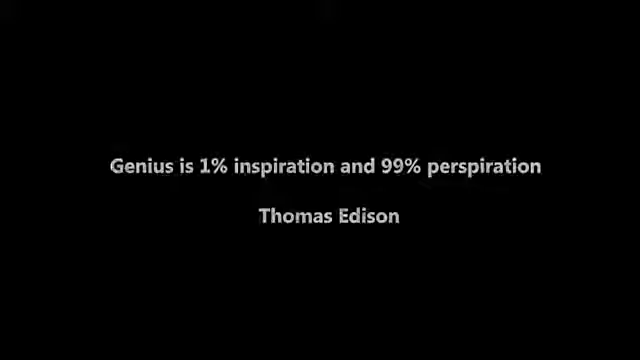 Genius is 1% inspiration and 99% perspiration
Thomas Edison